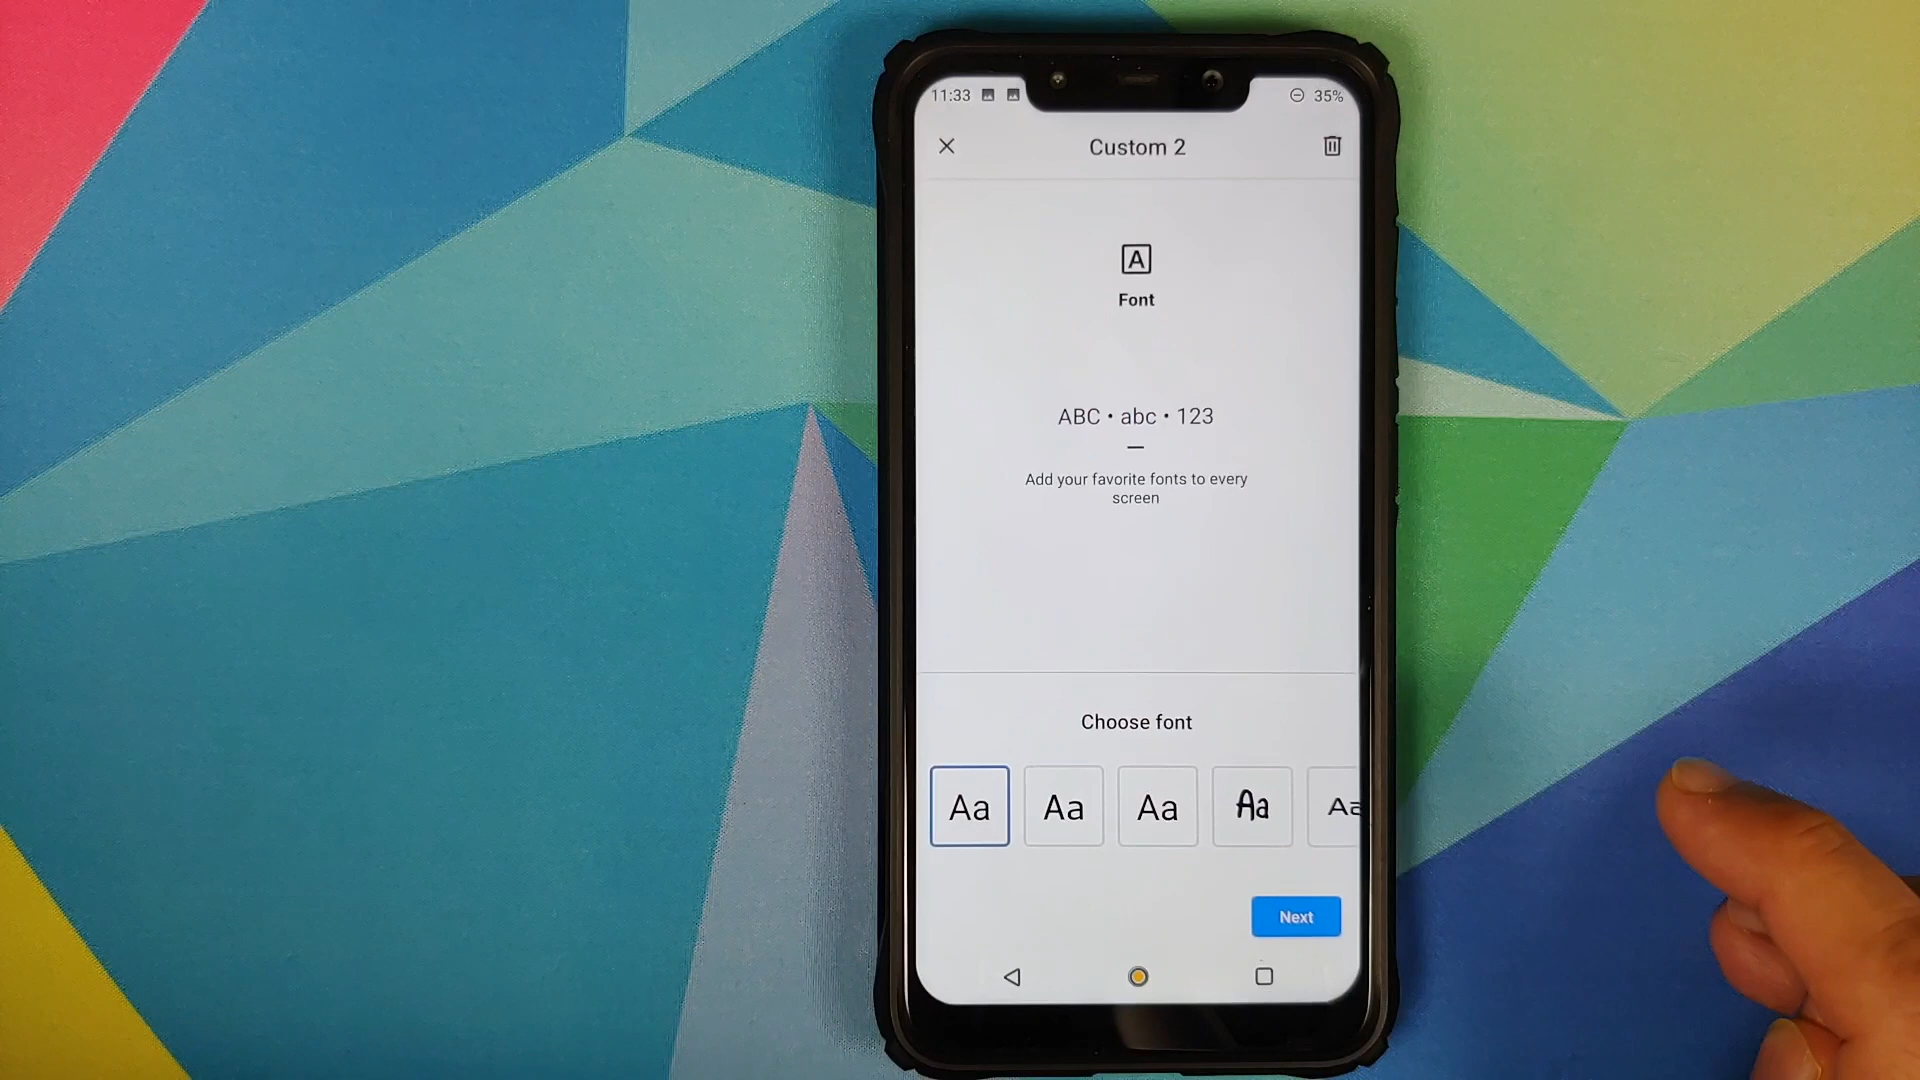 11:33 35%
Custom 2
A
Font
ABC • abc • 123
Add your favorite fonts to every
screen
Choose font
Aa Aa Aa Aa Aa
Next